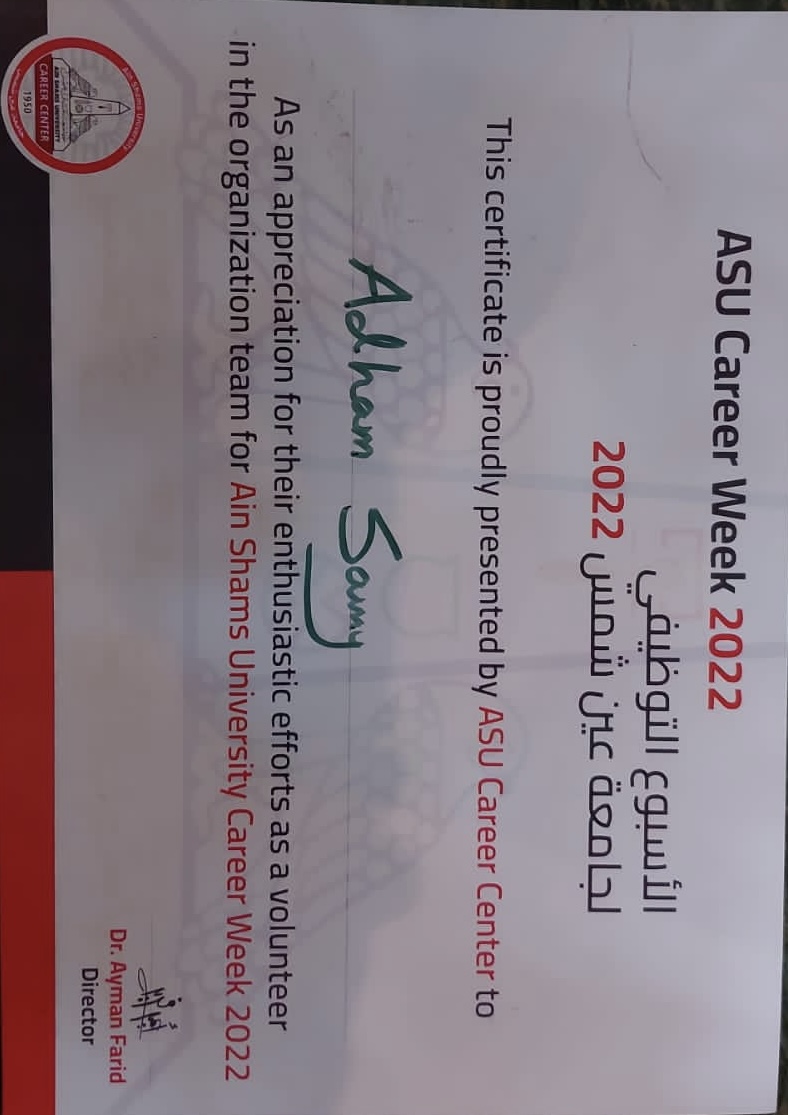 ASU Career Week 2022
الأسبوع التوظيفي
لجامعة عين شمس 2022
This certificate is proudly presented by ASU Career Center to
Adham Samy
As an appreciation for their enthusiastic efforts as a volunteer
in the organization team for Ain Shams University Career Week 2022
Dr. Ayman Farid
Director
Ain Shams University
AIN SHAMS UNIVERSITY
CAREER CENTER
1950
جامعة عين شمس